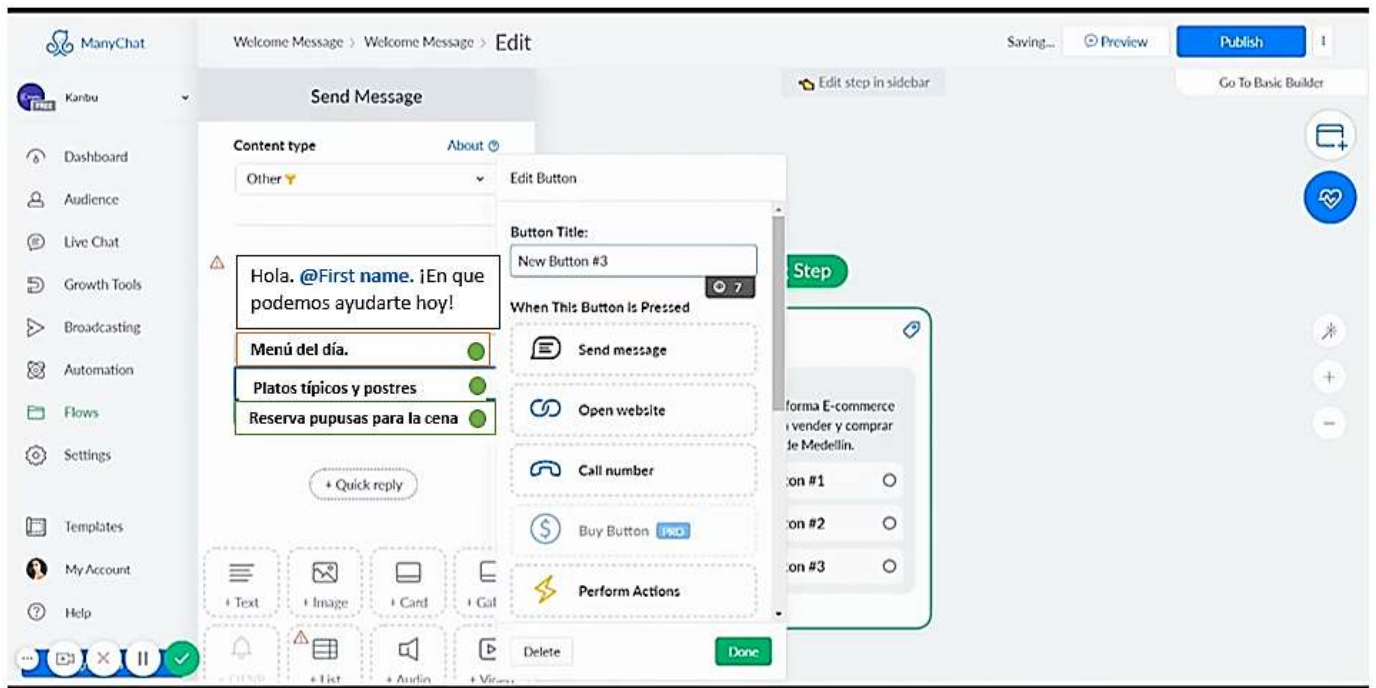 ManyChat
Welcome Message > Welcome Message > Edit
Saving...
Preview
Publish
Kanbu
FREE
Send Message
Edit step in sidebar
Go To Basic Builder
Dashboard
Audience
Live Chat
Growth Tools
Broadcasting
Automation
Flows
Settings
Templates
My Account
Help
Content type
About
Other
Hola. @First name. ¡En que
podemos ayudarte hoy!
Menú del día.
Platos típicos y postres
Reserva pupusas para la cena
+ Quick reply
+ Text
+ Image
+ Card
+ Gal
+ List
+ Audio
Edit Button
Button Title:
New Button #3
7
When This Button Is Pressed
Send message
Open website
Call number
Buy Button PRO
Perform Actions
Delete
Done
Step
forma E-commerce
vender y comprar
de Medellín.
on #1
on #2
on #3